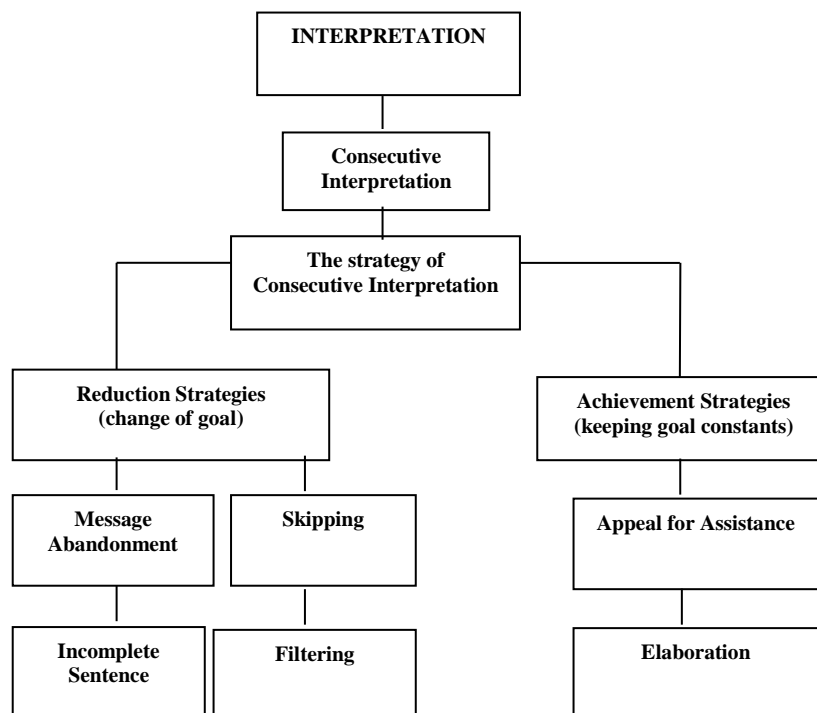 INTERPRETATION
Consecutive
Interpretation
The strategy of
Consecutive Interpretation
Reduction Strategies
(change of goal)
Achievement Strategies
(keeping goal constants)
Message
Abandonment
Skipping
Appeal for Assistance
Incomplete
Sentence
Filtering
Elaboration